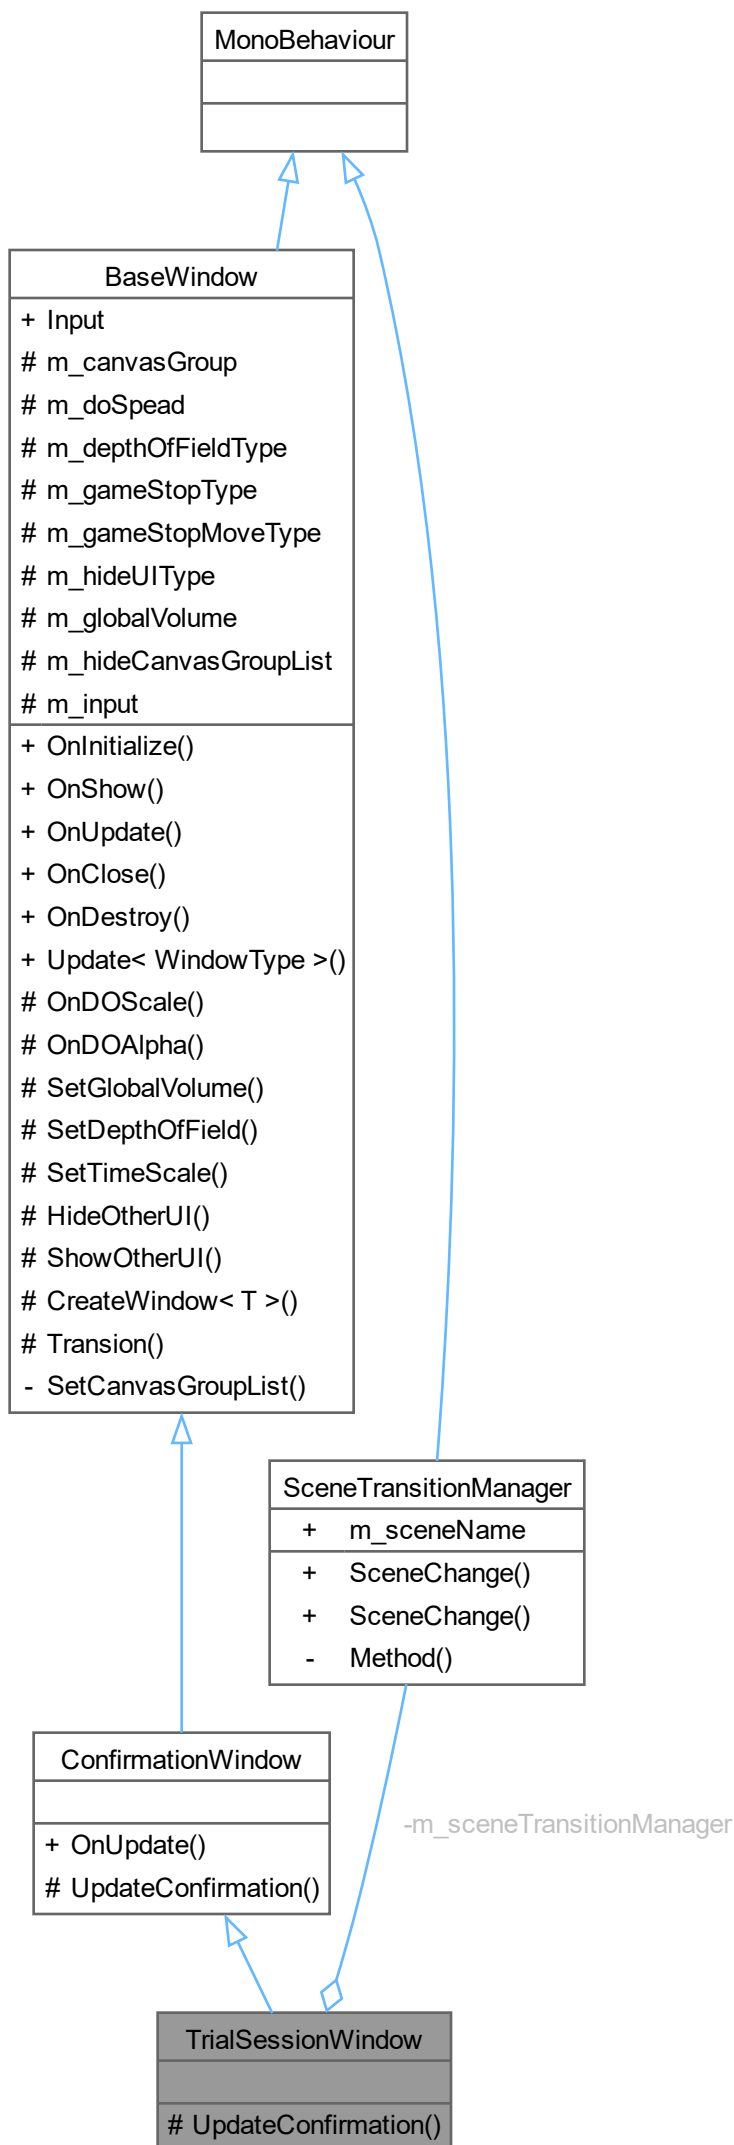 MonoBehaviour
BaseWindow
+ Input
# m_canvasGroup
# m_doSpead
# m_depthOfFieldType
# m_gameStopType
# m_gameStopMoveType
# m_hideUIType
# m_globalVolume
# m_hideCanvasGroupList
# m_input
+ OnInitialize()
+ OnShow()
+ OnUpdate()
+ OnClose()
+ OnDestroy()
+ Update< WindowType >()
# OnDOScale()
# OnDOAlpha()
# SetGlobalVolume()
# SetDepthOfField()
# SetTimeScale()
# HideOtherUI()
# ShowOtherUI()
# CreateWindow< T >()
# Transion()
- SetCanvasGroupList()
SceneTransitionManager
+ m_sceneName
+ SceneChange()
+ SceneChange()
- Method()
ConfirmationWindow
+ OnUpdate()
# UpdateConfirmation()
-m_sceneTransitionManager
TrialSessionWindow
# UpdateConfirmation()